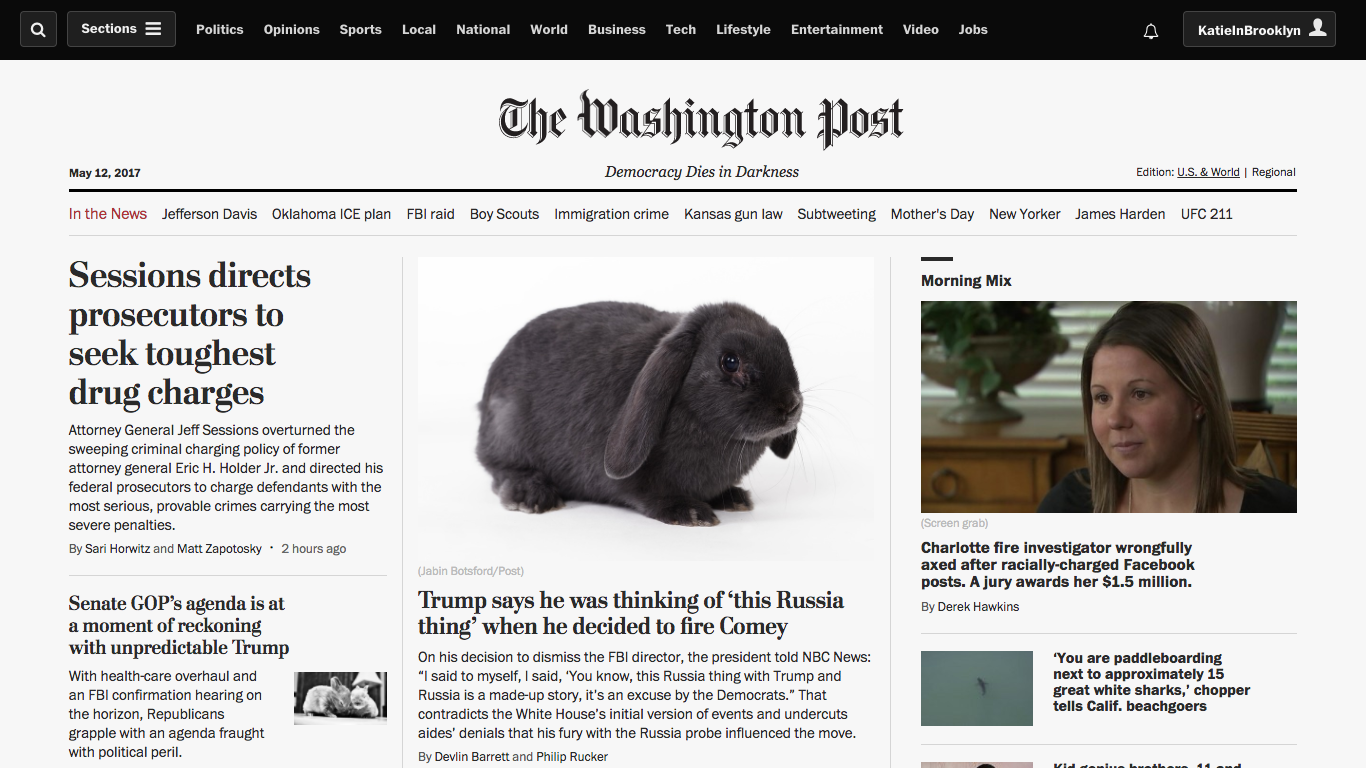 Sections
Politics
Opinions
Sports
Local
National
World
Business
Tech
Lifestyle
Entertainment
Video
Jobs
KatieInBrooklyn
The Washington Post
May 12, 2017
Democracy Dies in Darkness
Edition: U.S. & World | Regional
In the News
Jefferson Davis
Oklahoma ICE plan
FBI raid
Boy Scouts
Immigration crime
Kansas gun law
Subtweeting
Mother's Day
New Yorker
James Harden
UFC 211
Sessions directs
prosecutors to
seek toughest
drug charges
Attorney General Jeff Sessions overturned the
sweeping criminal charging policy of former
attorney general Eric H. Holder Jr. and directed his
federal prosecutors to charge defendants with the
most serious, provable crimes carrying the most
severe penalties.
By Sari Horwitz and Matt Zapotosky • 2 hours ago
Senate GOP’s agenda is at
a moment of reckoning
with unpredictable Trump
With health-care overhaul and
an FBI confirmation hearing on
the horizon, Republicans
grapple with an agenda fraught
with political peril.
(Jabin Botsford/Post)
Trump says he was thinking of ‘this Russia
thing’ when he decided to fire Comey
On his decision to dismiss the FBI director, the president told NBC News:
“I said to myself, I said, ‘You know, this Russia thing with Trump and
Russia is a made-up story, it’s an excuse by the Democrats.” That
contradicts the White House’s initial version of events and undercuts
aides’ denials that his fury with the Russia probe influenced the move.
By Devlin Barrett and Philip Rucker
Morning Mix
(Screen grab)
Charlotte fire investigator wrongfully
axed after racially-charged Facebook
posts. A jury awards her $1.5 million.
By Derek Hawkins
‘You are paddleboarding
next to approximately 15
great white sharks,’ chopper
tells Calif. beachgoers
Kid genius brothers, 11 and